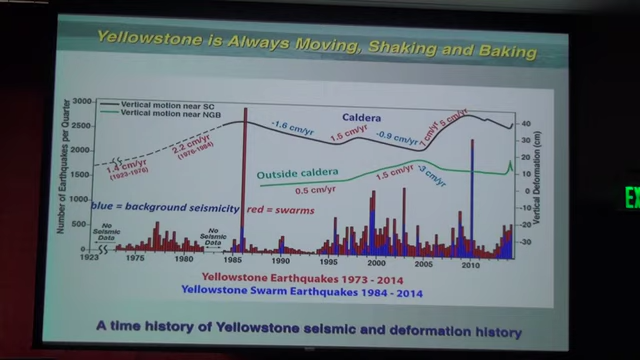 Yellowstone is Always Moving, Shaking and Baking
Number of Earthquakes per Quarter
3000
2500
2000
1500
1000
500
0
Vertical motion near SC
Vertical motion near NGB
1.4 cm/yr
(1923-1976)
2.2 cm/yr
(1976-1984)
-1.6 cm/yr
Caldera
1.5 cm/yr
-0.9 cm/yr
7 cm/yr
5 cm/yr
Outside caldera
0.5 cm/yr
1.5 cm/yr
-3 cm/yr
blue = background seismicity red = swarms
No
Seismic
Data
No
Seismic
Data
40
30
20
10
0
-10
-20
-30
Vertical Deformation (cm)
1923
1975
1980
1985
1990
1995
2000
2005
2010
Yellowstone Earthquakes 1973 - 2014
Yellowstone Swarm Earthquakes 1984 - 2014
A time history of Yellowstone seismic and deformation history
EX